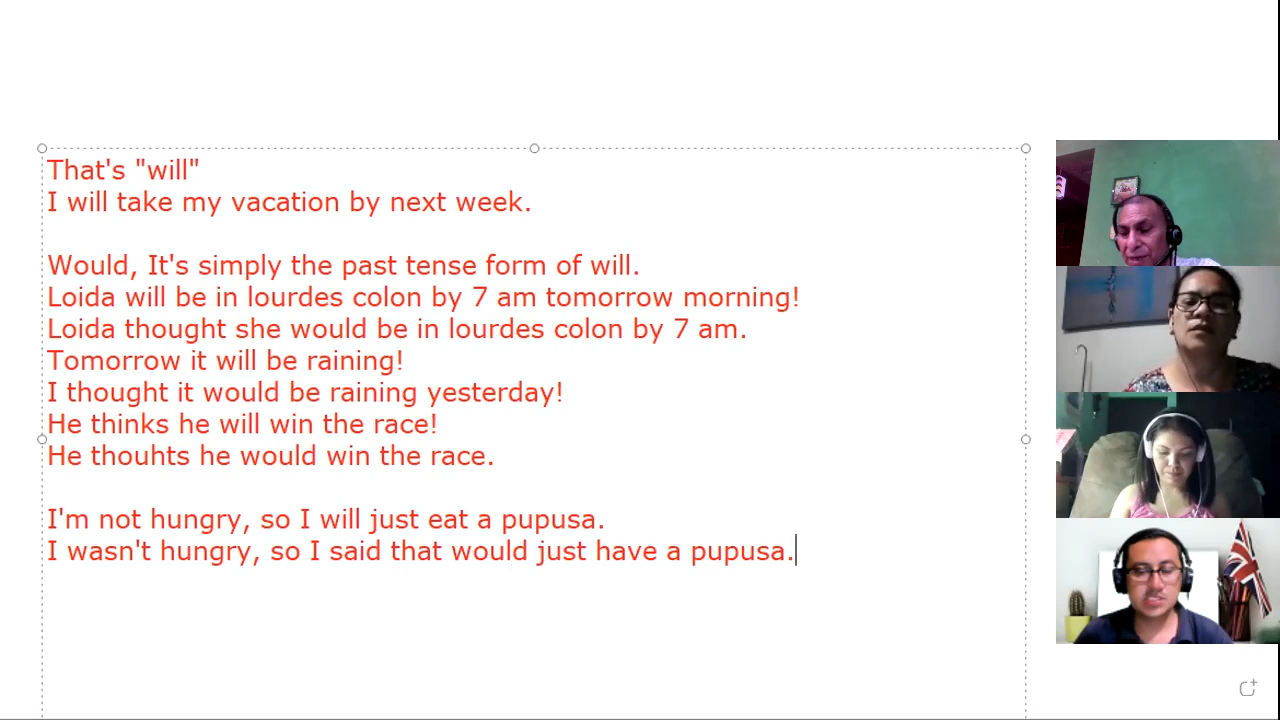 That's "will"
I will take my vacation by next week.
Would, It's simply the past tense form of will.
Loida will be in lourdes colon by 7 am tomorrow morning!
Loida thought she would be in lourdes colon by 7 am.
Tomorrow it will be raining!
I thought it would be raining yesterday!
He thinks he will win the race!
He thouhts he would win the race.
I'm not hungry, so I will just eat a pupusa.
I wasn't hungry, so I said that would just have a pupusa.